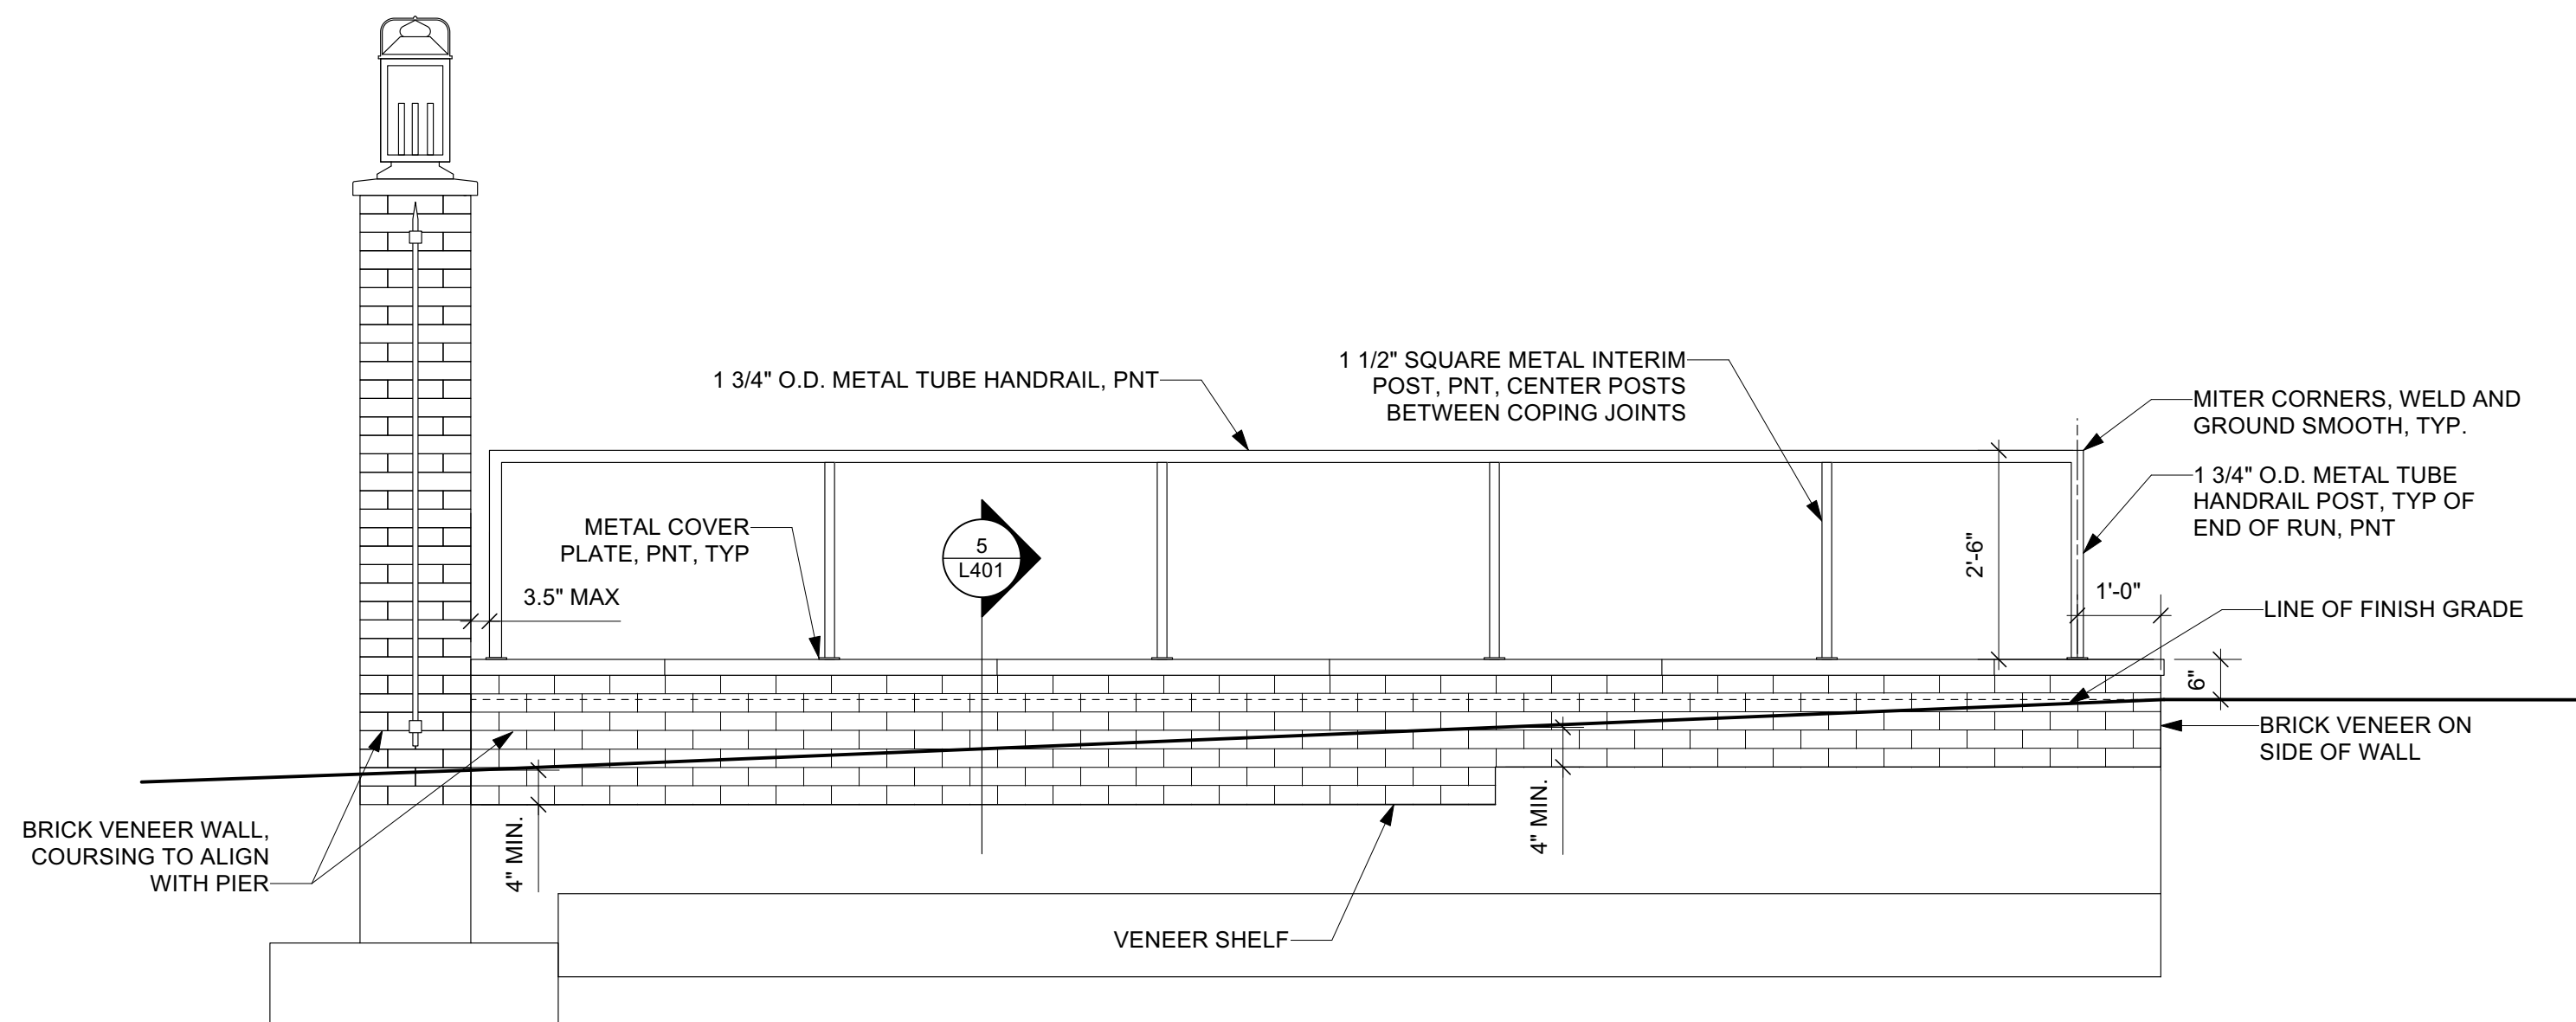 1 3/4" O.D. METAL TUBE HANDRAIL, PNT
1 1/2" SQUARE METAL INTERIM
POST, PNT, CENTER POSTS
BETWEEN COPING JOINTS
MITER CORNERS, WELD AND
GROUND SMOOTH, TYP.
1 3/4" O.D. METAL TUBE
HANDRAIL POST, TYP OF
END OF RUN, PNT
METAL COVER
PLATE, PNT, TYP
5
L401
2'-6"
3.5" MAX
1'-0"
LINE OF FINISH GRADE
6"
BRICK VENEER ON
SIDE OF WALL
BRICK VENEER WALL,
COURSING TO ALIGN
WITH PIER
4" MIN.
4" MIN.
VENEER SHELF